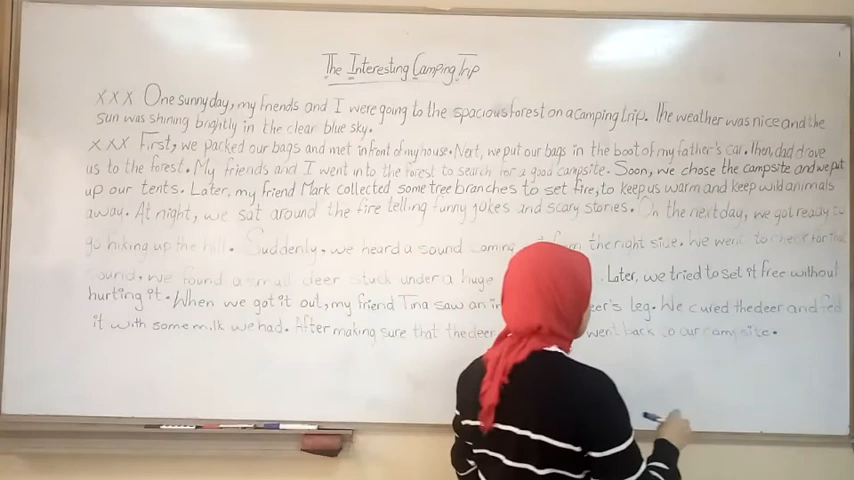 The Interesting Camping Trip
XXX One sunny day, my friends and I were going to the spacious forest on a camping trip. The weather was nice and the
sun was shining brightly in the clear blue sky.
XXX First, we packed our bags and met in front of my house. Next, we put our bags in the boot of my father's car. Then, dad drove
us to the forest. My friends and I went into the forest to search for a good campsite. Soon, we chose the campsite and we put
up our tents. Later, my friend Mark collected some tree branches to set fire, to keep us warm and keep wild animals
away. At night, we sat around the fire telling funny jokes and scary stories. On the next day, we got ready to
go hiking up the hill. Suddenly, we heard a sound coming from the right side. We went to
sound, we found a small deer stuck under a huge Later, we tried to set it free without
hurting it. When we got it out, my friend Tina saw an deer's leg. We cured the deer and fed
it with some milk we had. After making sure that the deer went back to our campsite.